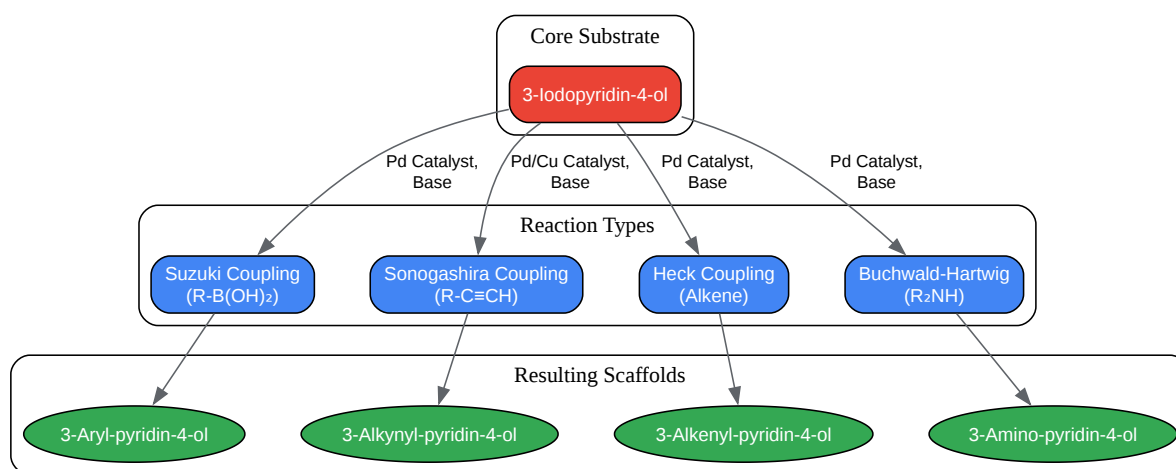 Core Substrate
3-Iodopyridin-4-ol
Pd Catalyst,
Base
Pd/Cu Catalyst,
Base
Pd Catalyst,
Base
Pd Catalyst,
Base
Reaction Types
Suzuki Coupling
(R-B(OH)₂)
Sonogashira Coupling
(R-C≡CH)
Heck Coupling
(Alkene)
Buchwald-Hartwig
(R₂NH)
Resulting Scaffolds
3-Aryl-pyridin-4-ol
3-Alkynyl-pyridin-4-ol
3-Alkenyl-pyridin-4-ol
3-Amino-pyridin-4-ol